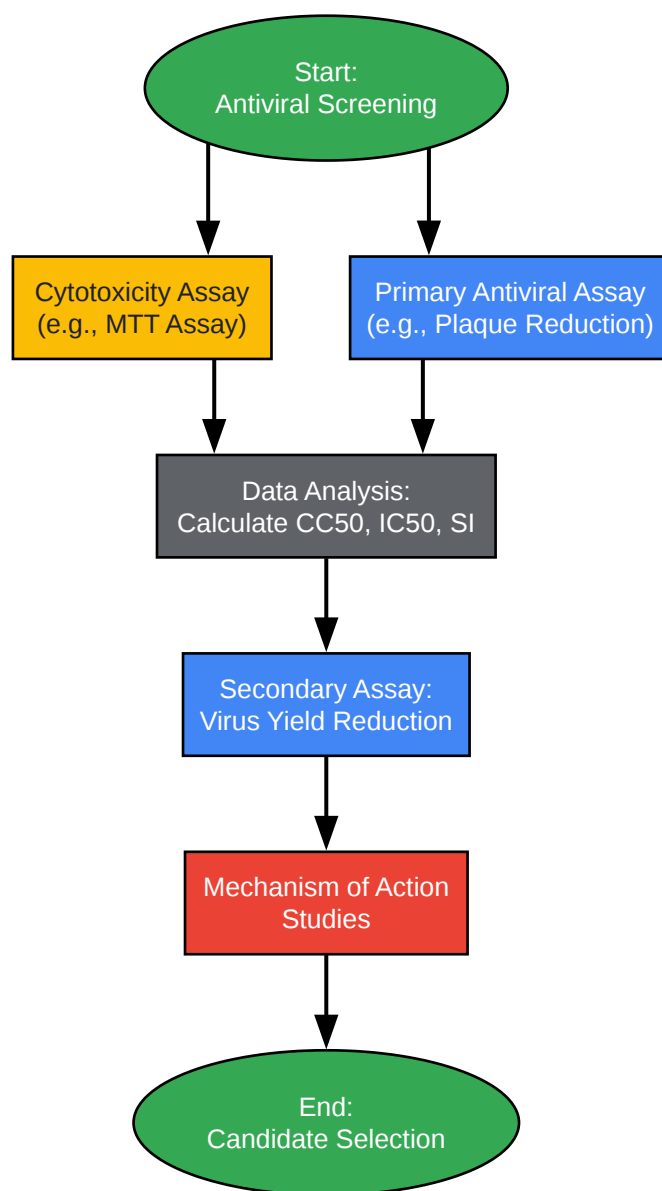 Start:
Antiviral Screening
Cytotoxicity Assay
(e.g., MTT Assay)
Primary Antiviral Assay
(e.g., Plaque Reduction)
Data Analysis:
Calculate CC50, IC50, SI
Secondary Assay:
Virus Yield Reduction
Mechanism of Action
Studies
End:
Candidate Selection